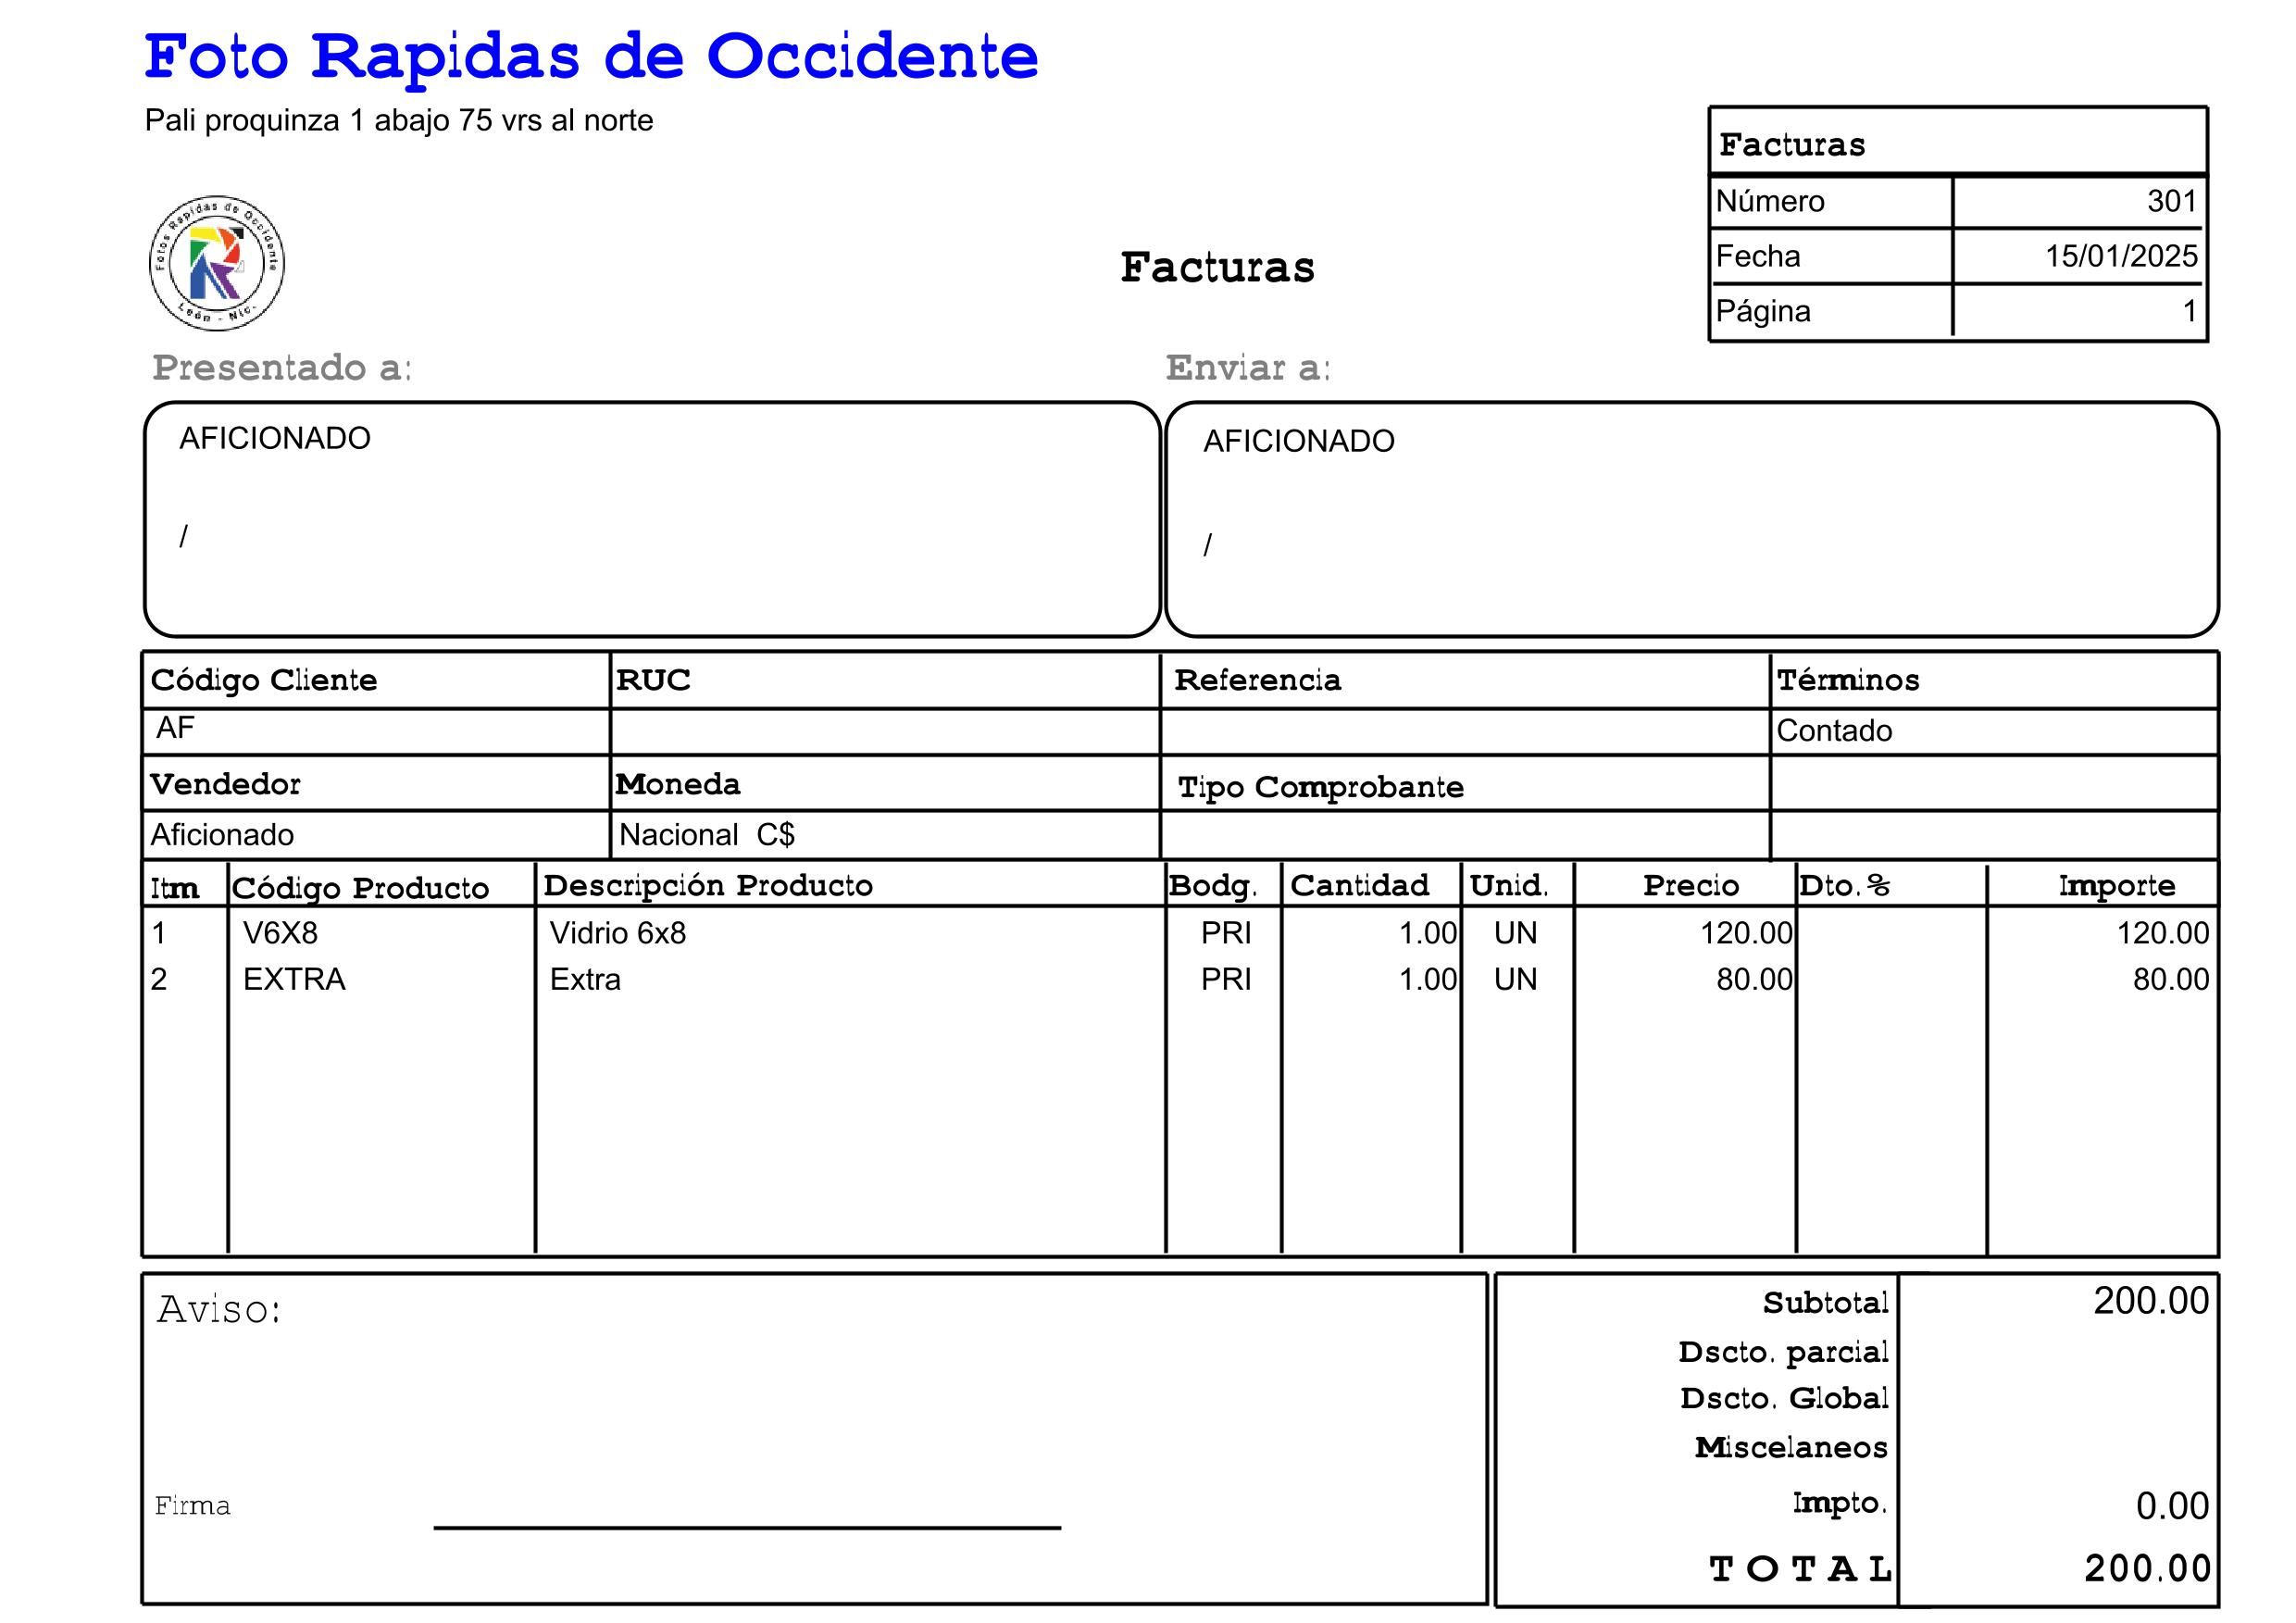 Foto Rapidas de Occidente
Pali proquinza 1 abajo 75 vrs al norte
Fotos Rapidas de Occidente
León - Nic.
Facturas
Facturas
Número 301
Fecha 15/01/2025
Página 1
Presentado a: Enviar a:
AFICIONADO AFICIONADO
/ /
Código Cliente RUC Referencia Términos
AF Contado
Vendedor Moneda Tipo Comprobante
Aficionado Nacional C$
Itm Código Producto Descripción Producto Bodg. Cantidad Unid. Precio Dto.% Importe
1 V6X8 Vidrio 6x8 PRI 1.00 UN 120.00 120.00
2 EXTRA Extra PRI 1.00 UN 80.00 80.00
Aviso:
Firma
Subtotal 200.00
Dscto. parcial
Dscto. Global
Miscelaneos
Impto. 0.00
TOTAL 200.00